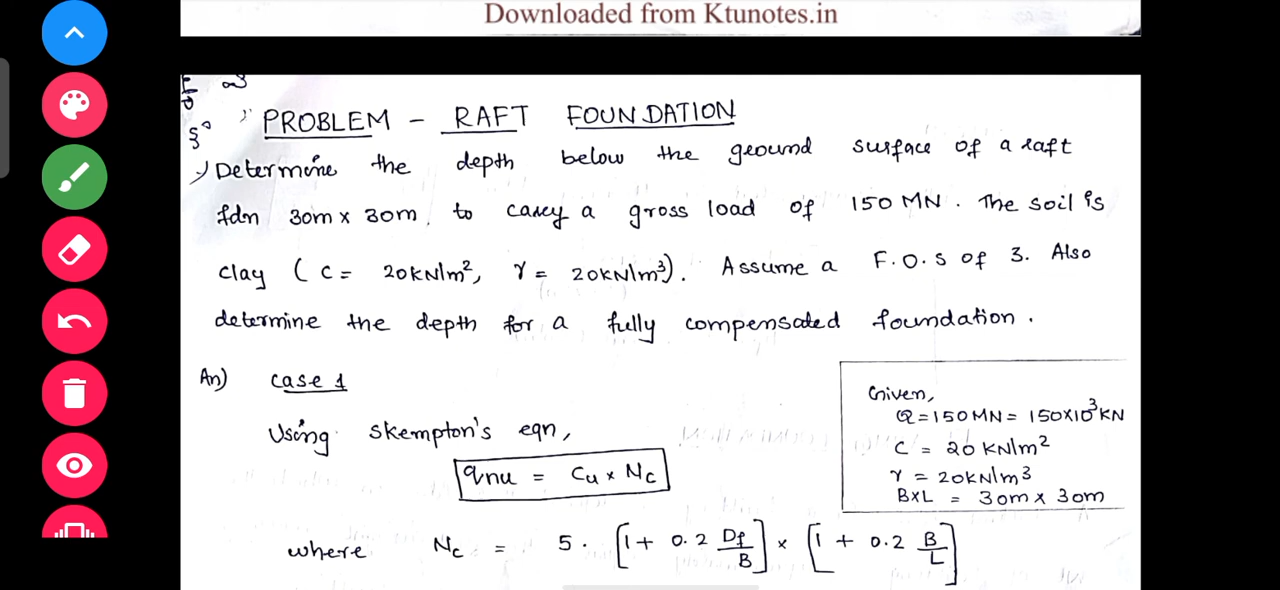 Downloaded from Ktunotes.in
PROBLEM - RAFT FOUNDATION
Determine the depth below the ground surface of a raft
fdn 30m x 30m to carry a gross load of 150 MN. The soil is
clay ( C = 20KN/m², γ = 20KN/m³). Assume a F.O.S of 3. Also
determine the depth for a fully compensated foundation.
An) case 1
Using Skempton's eqn,
qnu = Cu x Nc
where Nc = 5. [1 + 0.2 Df/B] x [1 + 0.2 B/L]
Given,
Q = 150 MN = 150X10³ KN
C = 20 KN/m²
γ = 20KN/m3
BXL = 30m x 30m